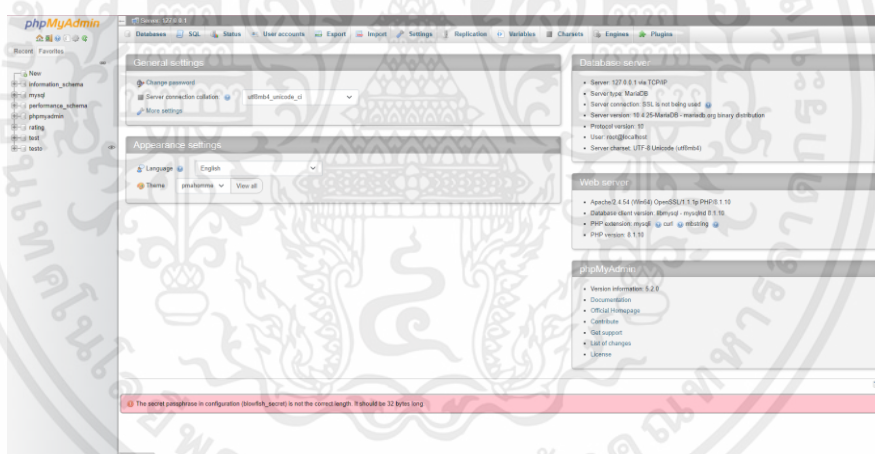 phpMyAdmin
Recent Favorites
New
information_schema
mysql
performance_schema
phpmyadmin
rating
test
testo
Server: 127.0.0.1
Databases SQL Status User accounts Export Import Settings Replication Variables Charsets Engines Plugins
General settings
Change password
Server connection collation: utf8mb4_unicode_ci
More settings
Appearance settings
Language English
Theme pmahomme View all
Database server
Server: 127.0.0.1 via TCP/IP
Server type: MariaDB
Server connection: SSL is not being used
Server version: 10.4.25-MariaDB - mariadb.org binary distribution
Protocol version: 10
User: root@localhost
Server charset: UTF-8 Unicode (utf8mb4)
Web server
Apache/2.4.54 (Win64) OpenSSL/1.1.1p PHP/8.1.10
Database client version: libmysql - mysqlnd 8.1.10
PHP extension: mysqli curl mbstring
PHP version: 8.1.10
phpMyAdmin
Version information: 5.2.0
Documentation
Official Homepage
Contribute
Get support
List of changes
License
The secret passphrase in configuration (blowfish_secret) is not the correct length. It should be 32 bytes long.